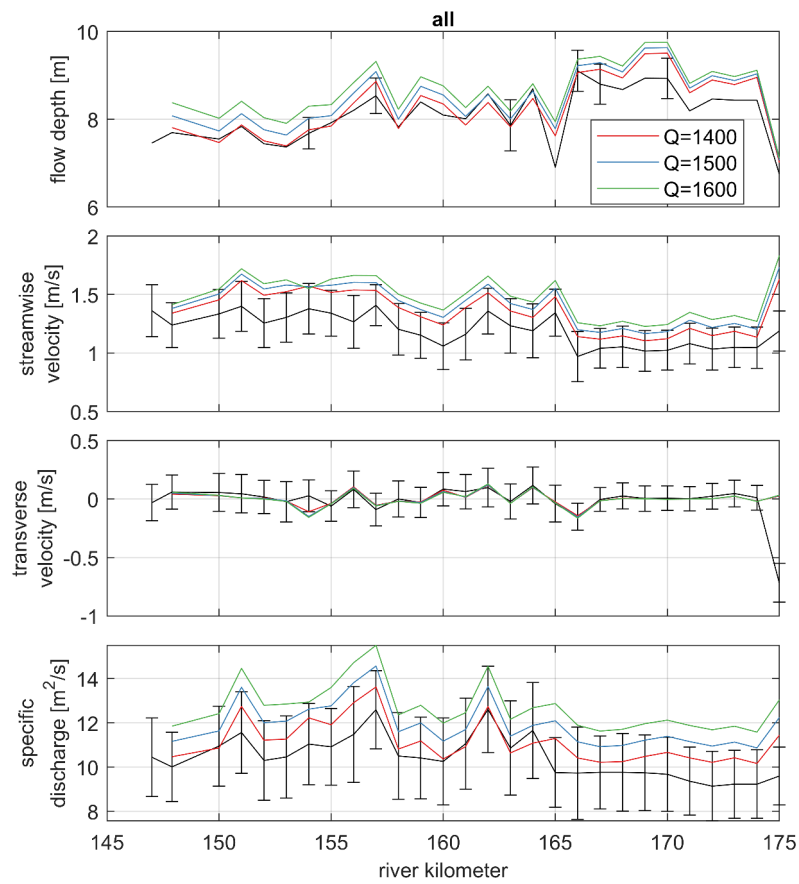 all
10
8
6
flow depth [m]
Q=1400
Q=1500
Q=1600
2
1.5
1
0.5
streamwise
velocity [m/s]
0.5
0
-0.5
-1
transverse
velocity [m/s]
14
12
10
8
specific
discharge [m²/s]
145
150
155
160
165
170
175
river kilometer